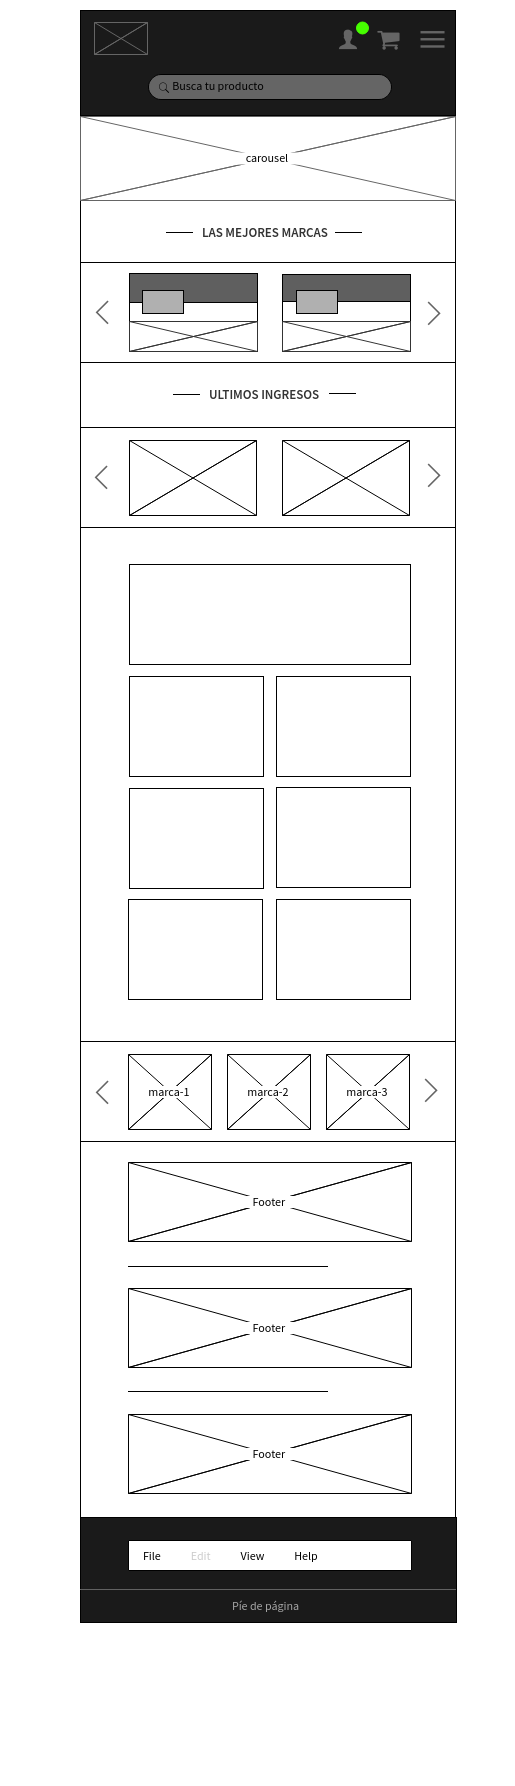 Busca tu producto
carousel
LAS MEJORES MARCAS
ULTIMOS INGRESOS
marca-1 marca-2 marca-3
Footer
Footer
Footer
File Edit View Help
Píe de página